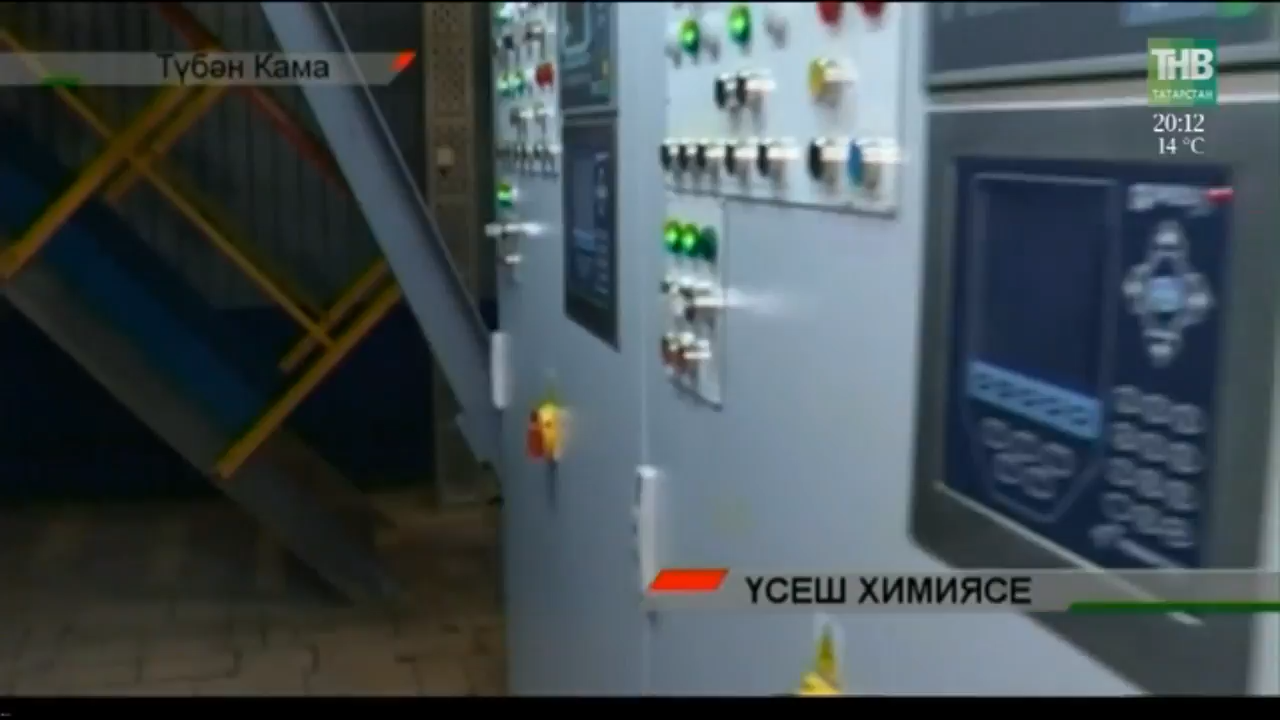 Түбән Кама
ТНВ
ТАТАРСТАН
20:12
14 °C
ҮСЕШ ХИМИЯСЕ